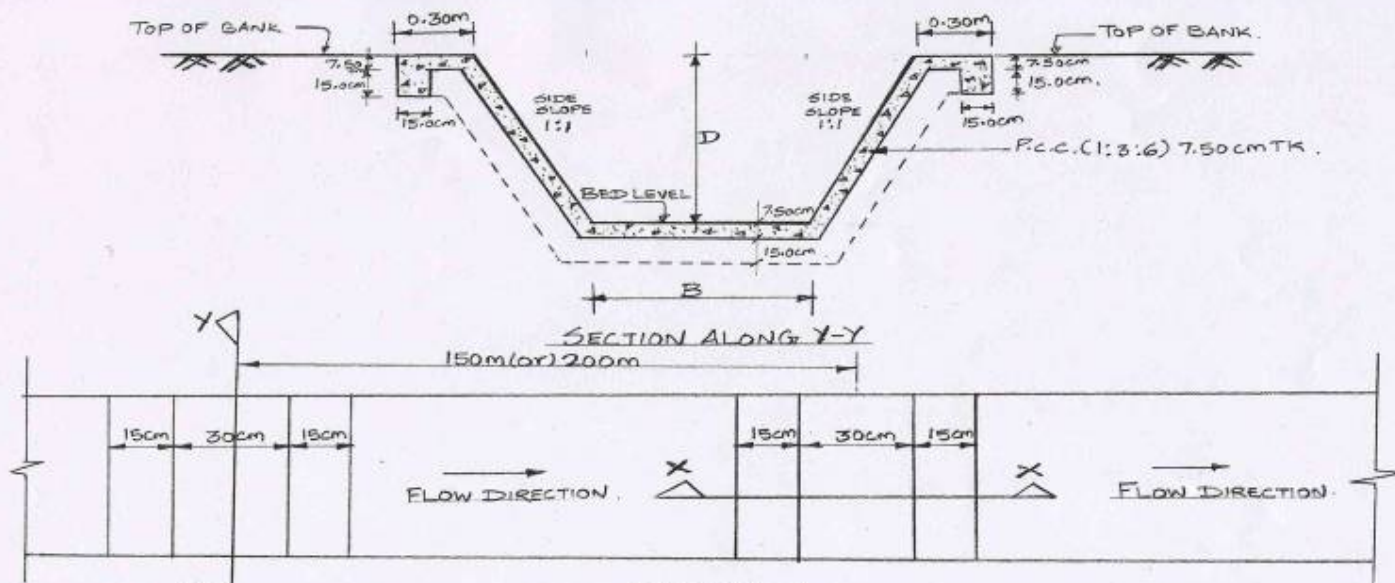 0.30m
0.30m
TOP OF BANK
TOP OF BANK.
7.50
15.0cm
15.0cm
SIDE
SLOPE
1:1
D
SIDE
SLOPE
1:1
7.50cm
15.0cm.
15.0cm
P.C.C.(1:3:6) 7.50cm TK.
BED LEVEL
7.50cm
15.0cm
B
SECTION ALONG Y-Y
Y
150m(or)200m
15cm 30cm 15cm
15cm 30cm 15cm
X X
FLOW DIRECTION.
FLOW DIRECTION.